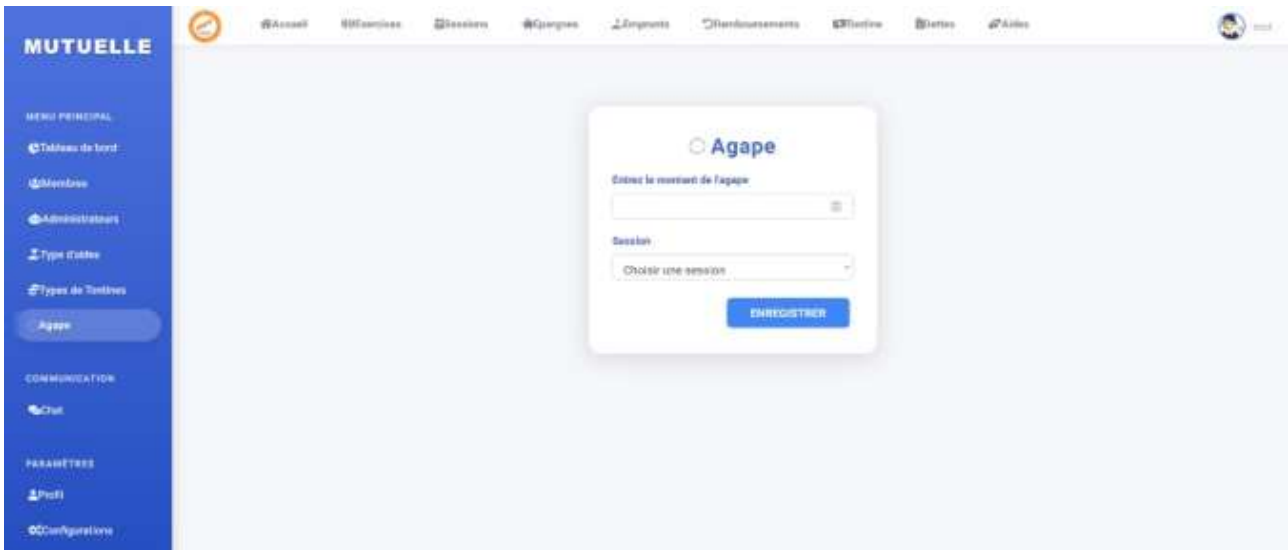 MUTUELLE
Accueil Exercices Sessions Epargnes Emprunts Remboursements Tontine Dettes Aides
MENU PRINCIPAL
Tableau de bord
Membres
Administrateurs
Type d'aides
Types de Tontines
Agape
COMMUNICATION
Chat
PARAMÈTRES
Profil
Configurations
Agape
Entrez le montant de l'agape
Session
Choisir une session
ENREGISTRER